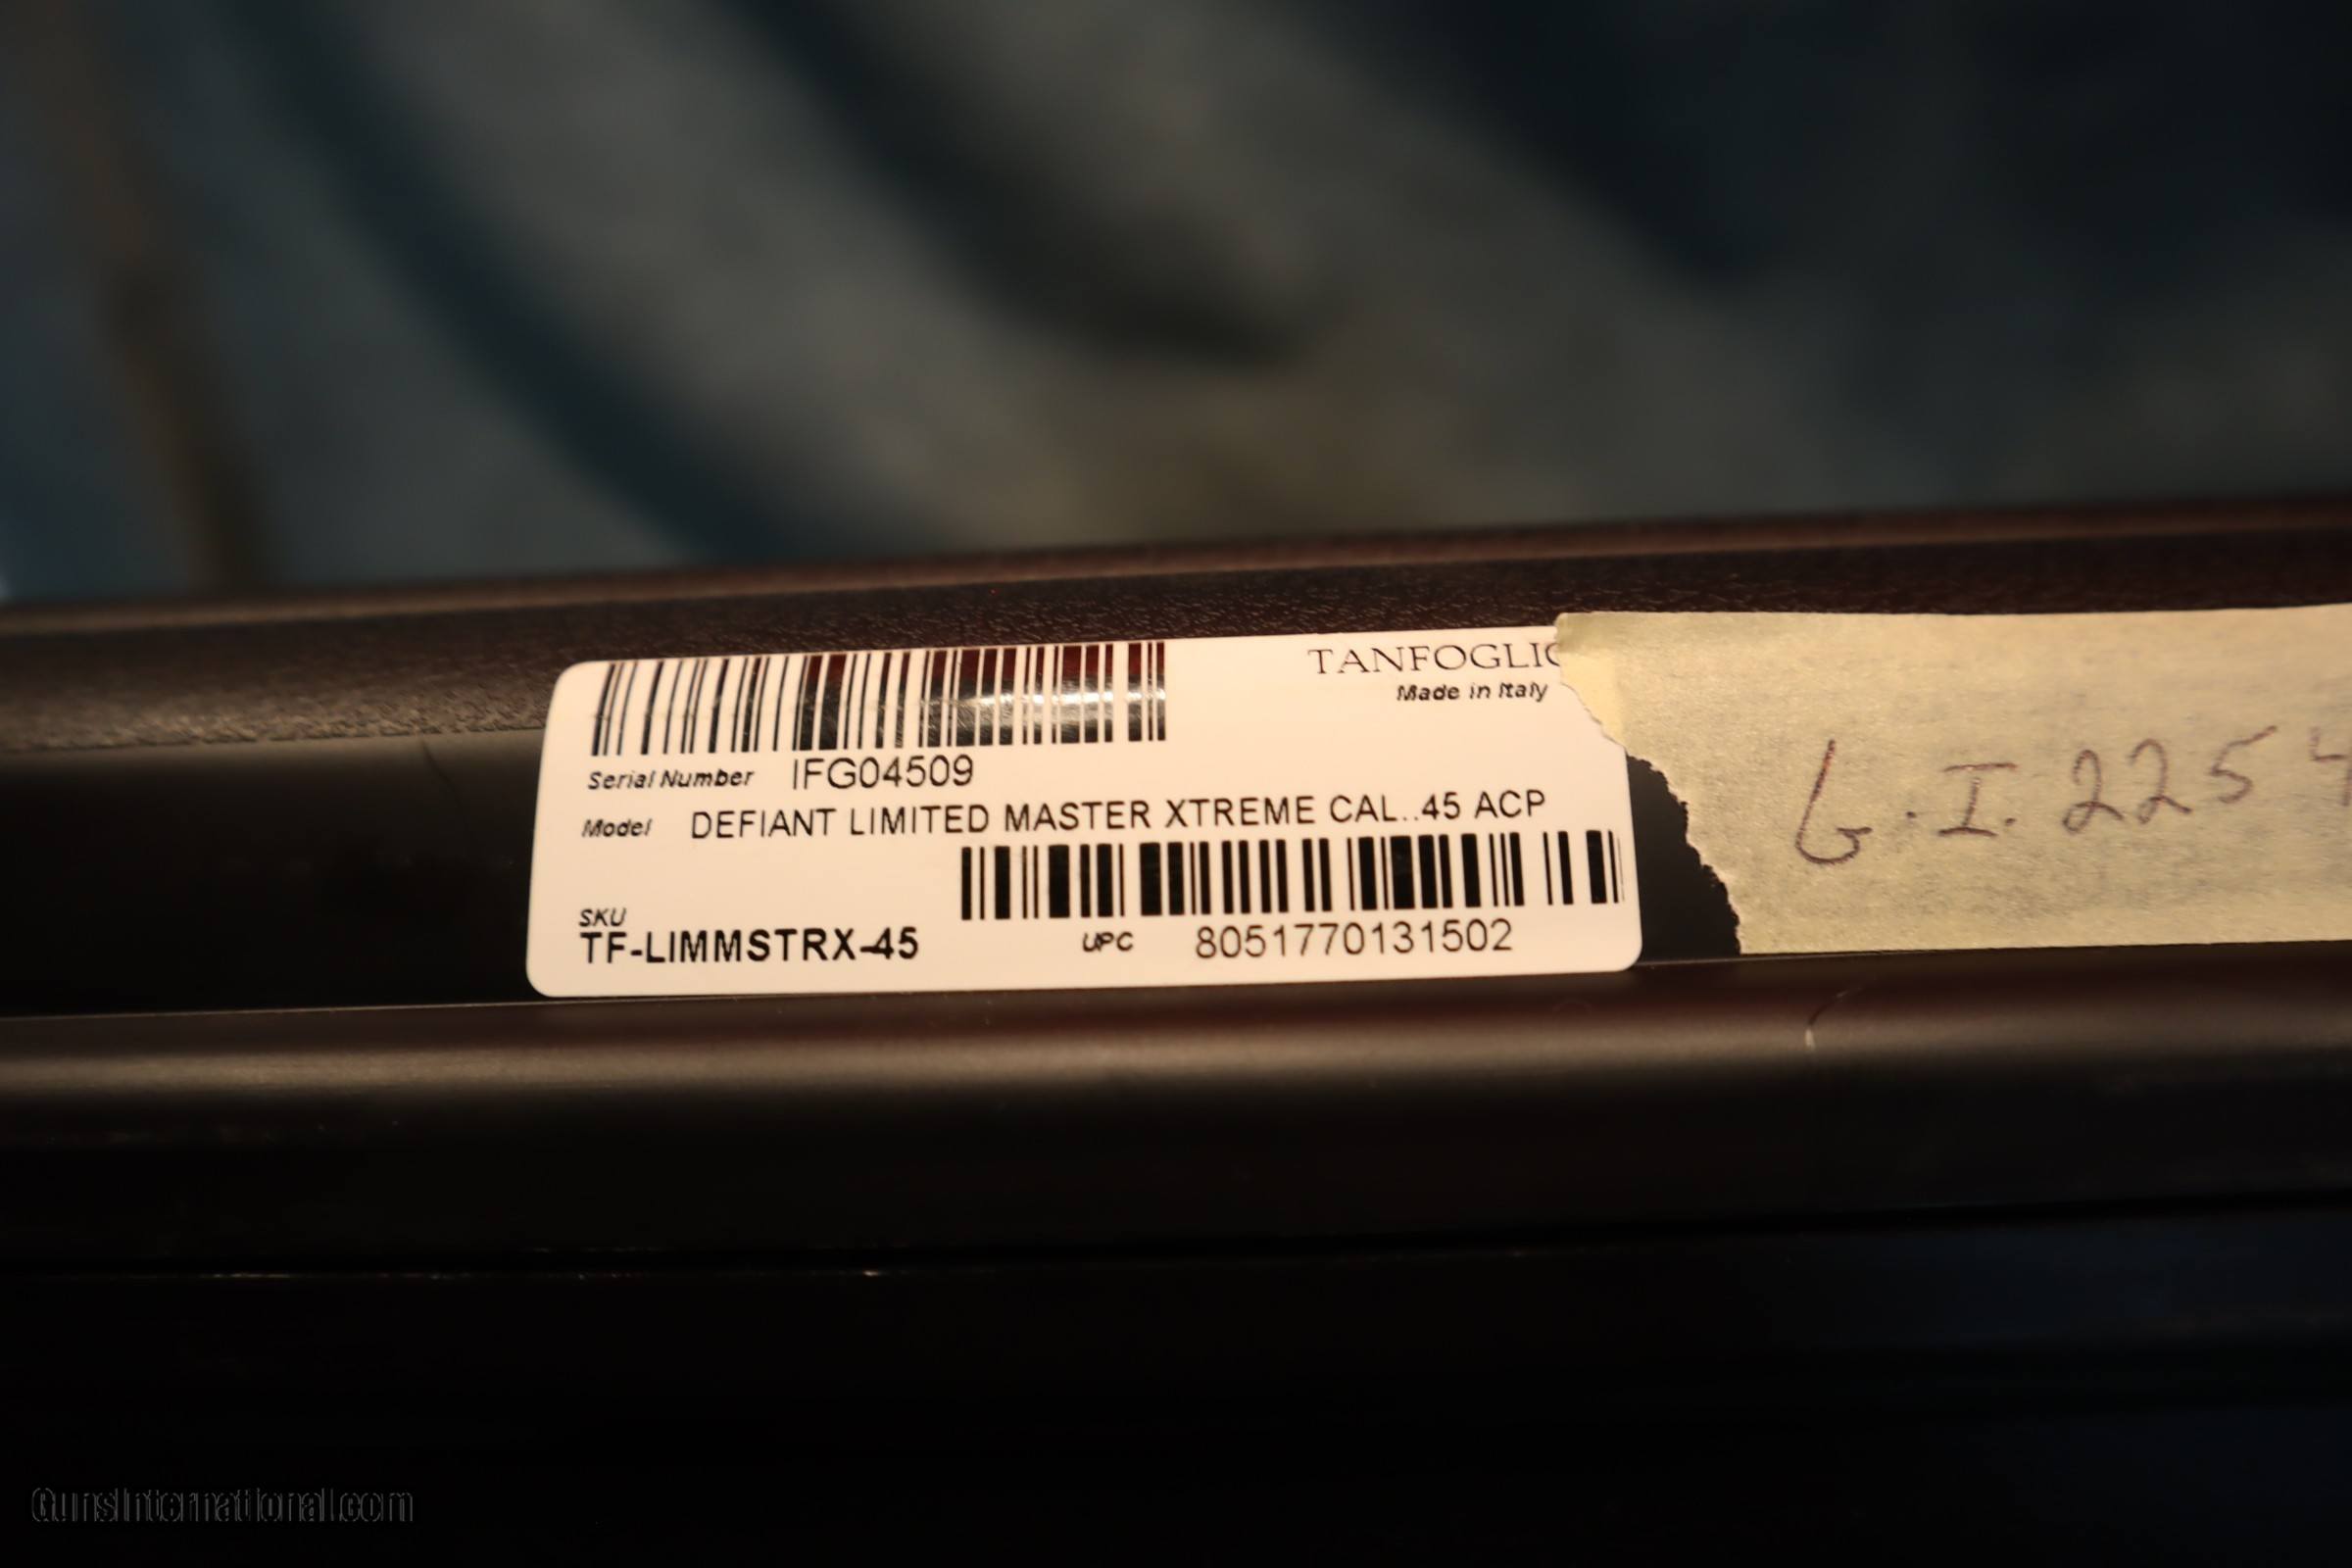 TANFOGLIO
Made in Italy
Serial Number IFG04509
Model DEFIANT LIMITED MASTER XTREME CAL..45 ACP
SKU
TF-LIMMSTRX-45
UPC 8051770131502
G.I. 2254
GunsInternational.com